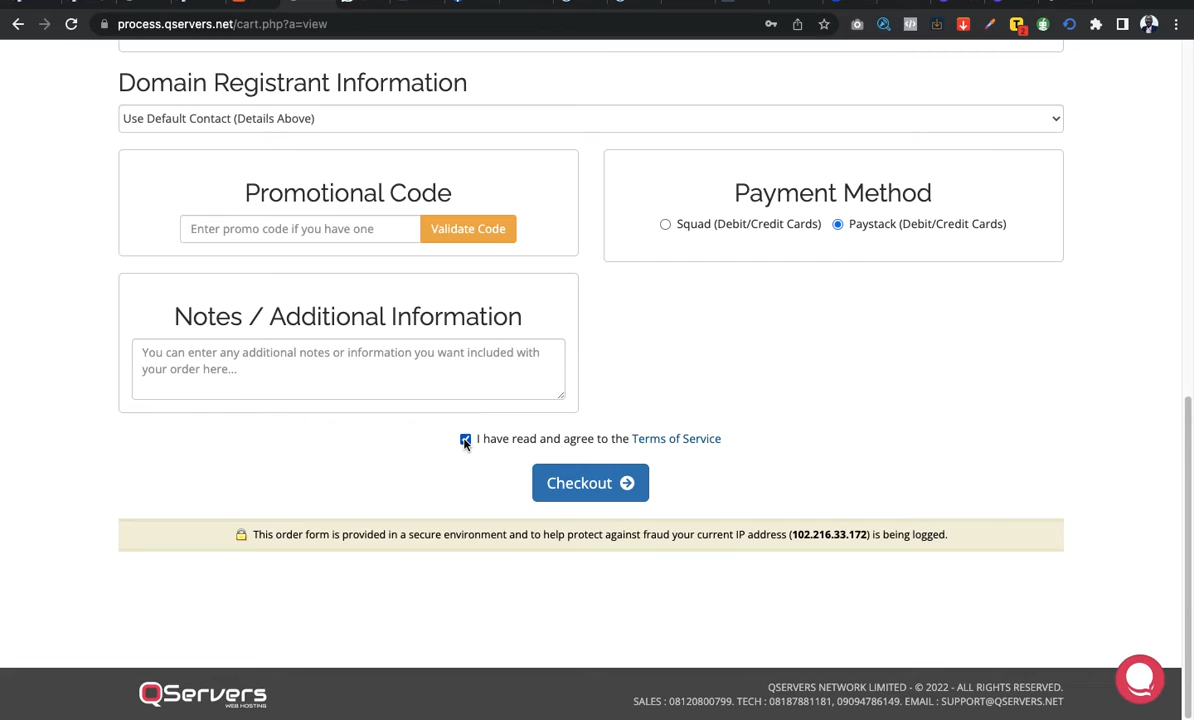 process.qservers.net/cart.php?a=view
2
Domain Registrant Information
Use Default Contact (Details Above)
Promotional Code
Enter promo code if you have one
Validate Code
Payment Method
Squad (Debit/Credit Cards)
Paystack (Debit/Credit Cards)
Notes / Additional Information
You can enter any additional notes or information you want included with
your order here...
I have read and agree to the Terms of Service
Checkout
This order form is provided in a secure environment and to help protect against fraud your current IP address (102.216.33.172) is being logged.
QServers
WEB HOSTING
QSERVERS NETWORK LIMITED - © 2022 - ALL RIGHTS RESERVED.
SALES : 08120800799. TECH : 08187881181, 09094786149. EMAIL : SUPPORT@QSERVERS.NET